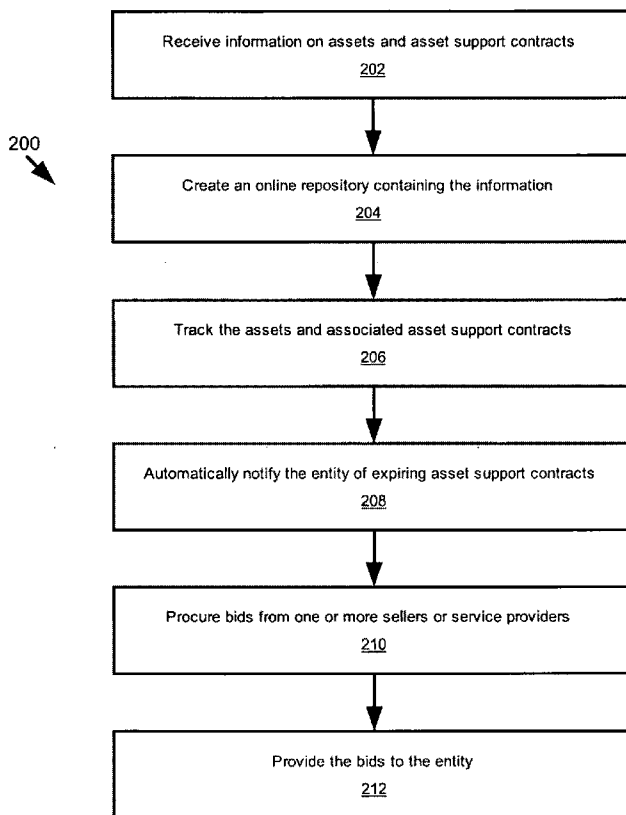 Receive information on assets and asset support contracts
202
200
Create an online repository containing the information
204
Track the assets and associated asset support contracts
206
Automatically notify the entity of expiring asset support contracts
208
Procure bids from one or more sellers or service providers
210
Provide the bids to the entity
212